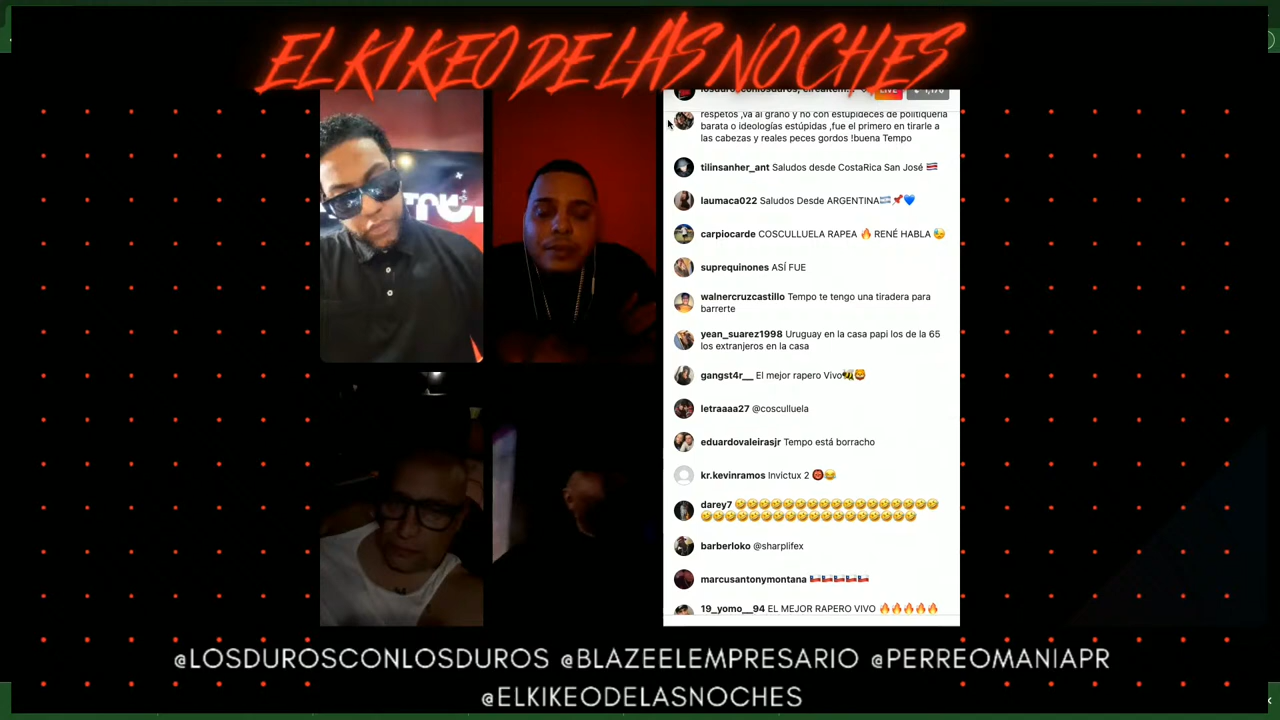 EL KIKEO DE LAS NOCHES
LIVE
respetos ,va al grano y no con estupideces de politiqueria
barata o ideologías estúpidas ,fue el primero en tirarle a
las cabezas y reales peces gordos !buena Tempo
tilinsanher_ant Saludos desde CostaRica San José 🇨🇷
laumaca022 Saludos Desde ARGENTINA🇦🇷📌💙
carpiocarde COSCULLUELA RAPEA 🔥 RENÉ HABLA 😓
suprequinones ASÍ FUE
walnercruzcastillo Tempo te tengo una tiradera para
barrerte
yean_suarez1998 Uruguay en la casa papi los de la 65
los extranjeros en la casa
gangst4r__ El mejor rapero Vivo🐝🦁
letraaaa27 @cosculluela
eduardovaleirasjr Tempo está borracho
kr.kevinramos Invictux 2 👹😂
darey7 🤣🤣🤣🤣🤣🤣🤣🤣🤣🤣🤣🤣🤣🤣🤣🤣🤣
🤣🤣🤣🤣🤣🤣🤣🤣🤣🤣🤣🤣🤣🤣🤣🤣🤣🤣
barberloko @sharplifex
marcusantonymontana 🇨🇱🇨🇱🇨🇱🇨🇱🇨🇱
19_yomo__94 EL MEJOR RAPERO VIVO 🔥🔥🔥🔥🔥
@LOSDUROSCONLOSDUROS @BLAZEELEMPRESARIO @PERREOMANIAPR
@ELKIKEODELASNOCHES